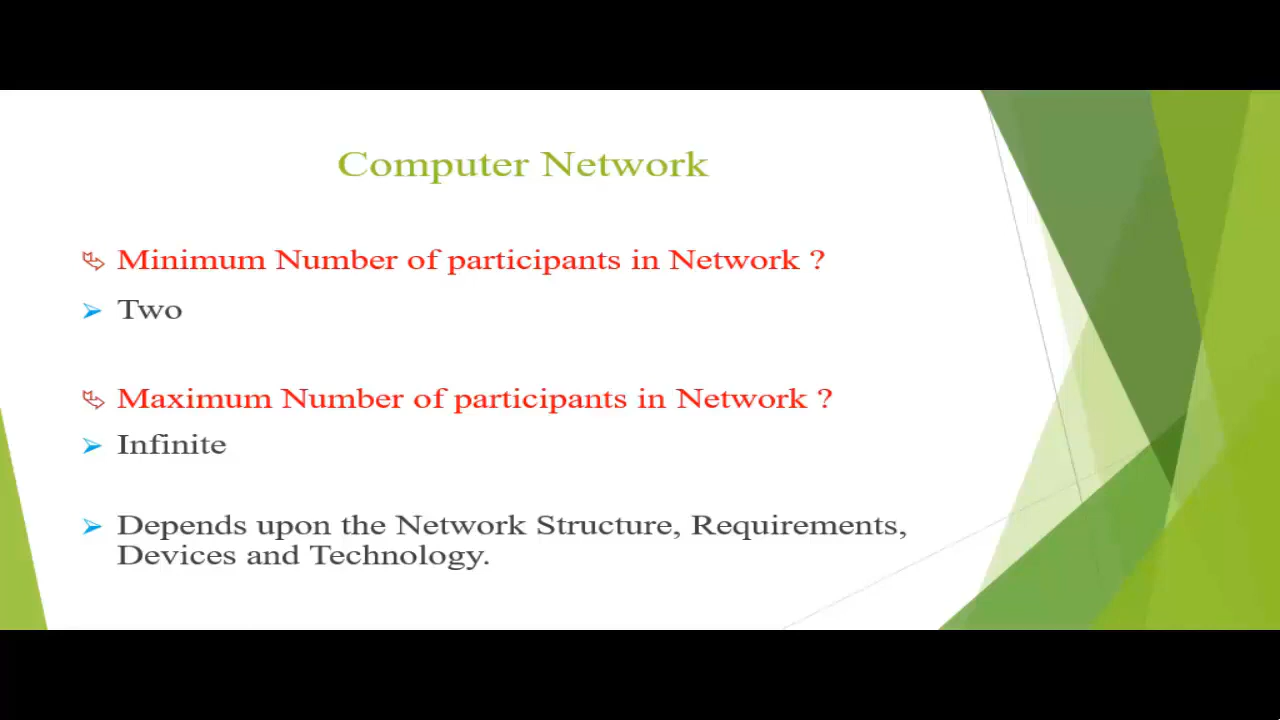 Computer Network
Minimum Number of participants in Network ?
Two
Maximum Number of participants in Network ?
Infinite
Depends upon the Network Structure, Requirements,
Devices and Technology.